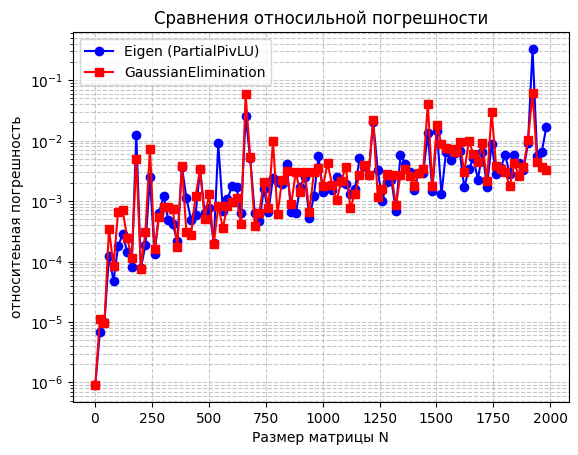 Сравнения относильной погрешности
Eigen (PartialPivLU)
GaussianElimination
относительная погрешность
10⁻¹
10⁻²
10⁻³
10⁻⁴
10⁻⁵
10⁻⁶
0 250 500 750 1000 1250 1500 1750 2000
Размер матрицы N